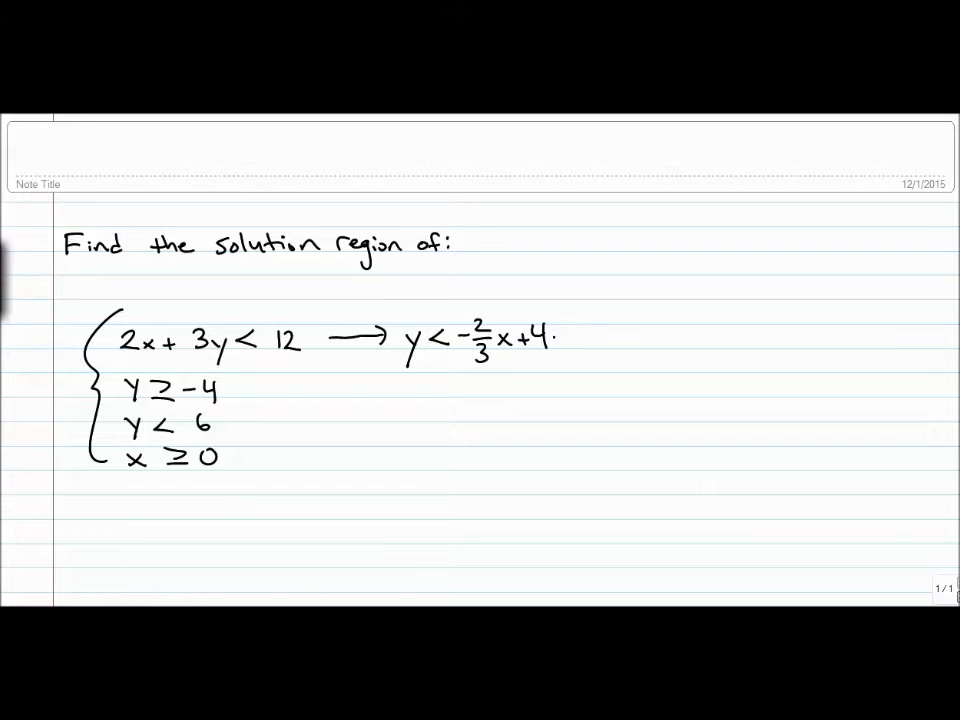 Note Title
12/1/2015
Find the solution region of:
2x + 3y < 12 → y < -2/3 x + 4.
y ≥ -4
y < 6
x ≥ 0
1/1